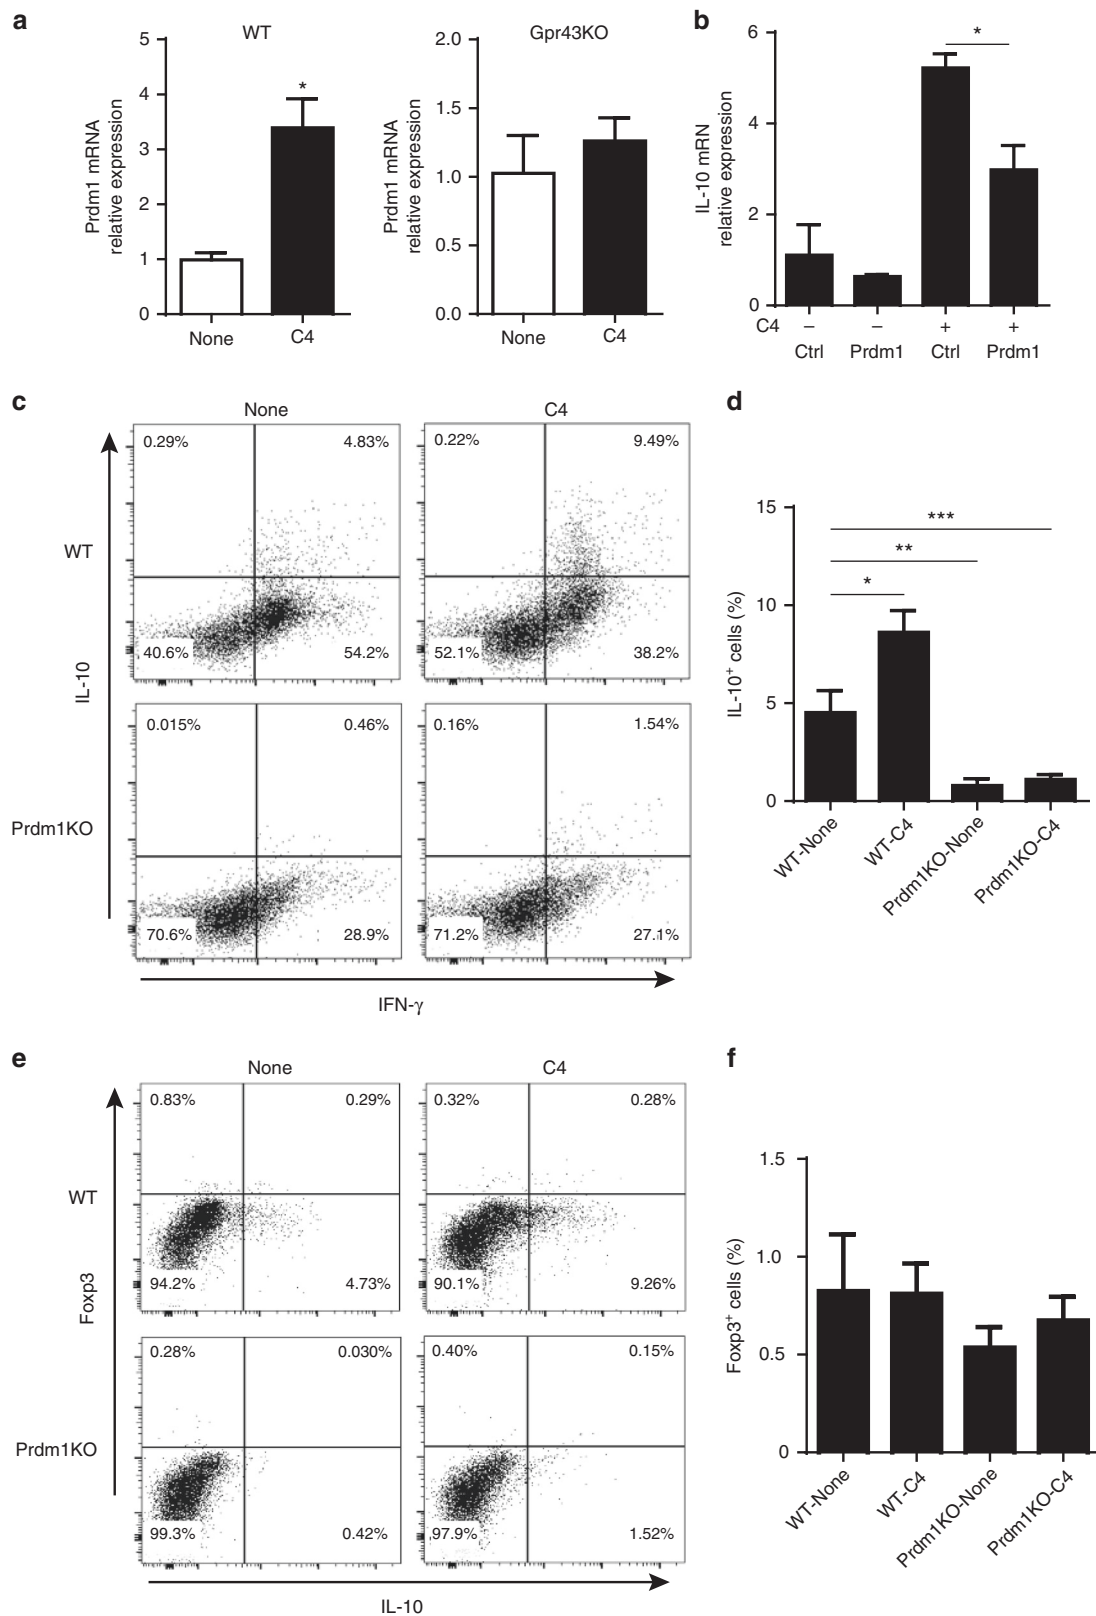 a
WT
Prdm1 mRNA
relative expression
5
4
3
2
1
0
*
None
C4
Gpr43KO
Prdm1 mRNA
relative expression
2.0
1.5
1.0
0.5
0.0
None
C4
b
IL-10 mRN
relative expression
6
4
2
0
*
C4 – – + +
Ctrl Prdm1 Ctrl Prdm1
c
None
C4
WT
0.29% 4.83%
40.6% 54.2%
0.22% 9.49%
52.1% 38.2%
IL-10
Prdm1KO
0.015% 0.46%
70.6% 28.9%
0.16% 1.54%
71.2% 27.1%
IFN-γ
d
IL-10+ cells (%)
15
10
5
0
***
**
*
WT-None
WT-C4
Prdm1KO-None
Prdm1KO-C4
e
None
C4
WT
0.83% 0.29%
94.2% 4.73%
0.32% 0.28%
90.1% 9.26%
Foxp3
Prdm1KO
0.28% 0.030%
99.3% 0.42%
0.40% 0.15%
97.9% 1.52%
IL-10
f
Foxp3+ cells (%)
1.5
1.0
0.5
0
WT-None
WT-C4
Prdm1KO-None
Prdm1KO-C4